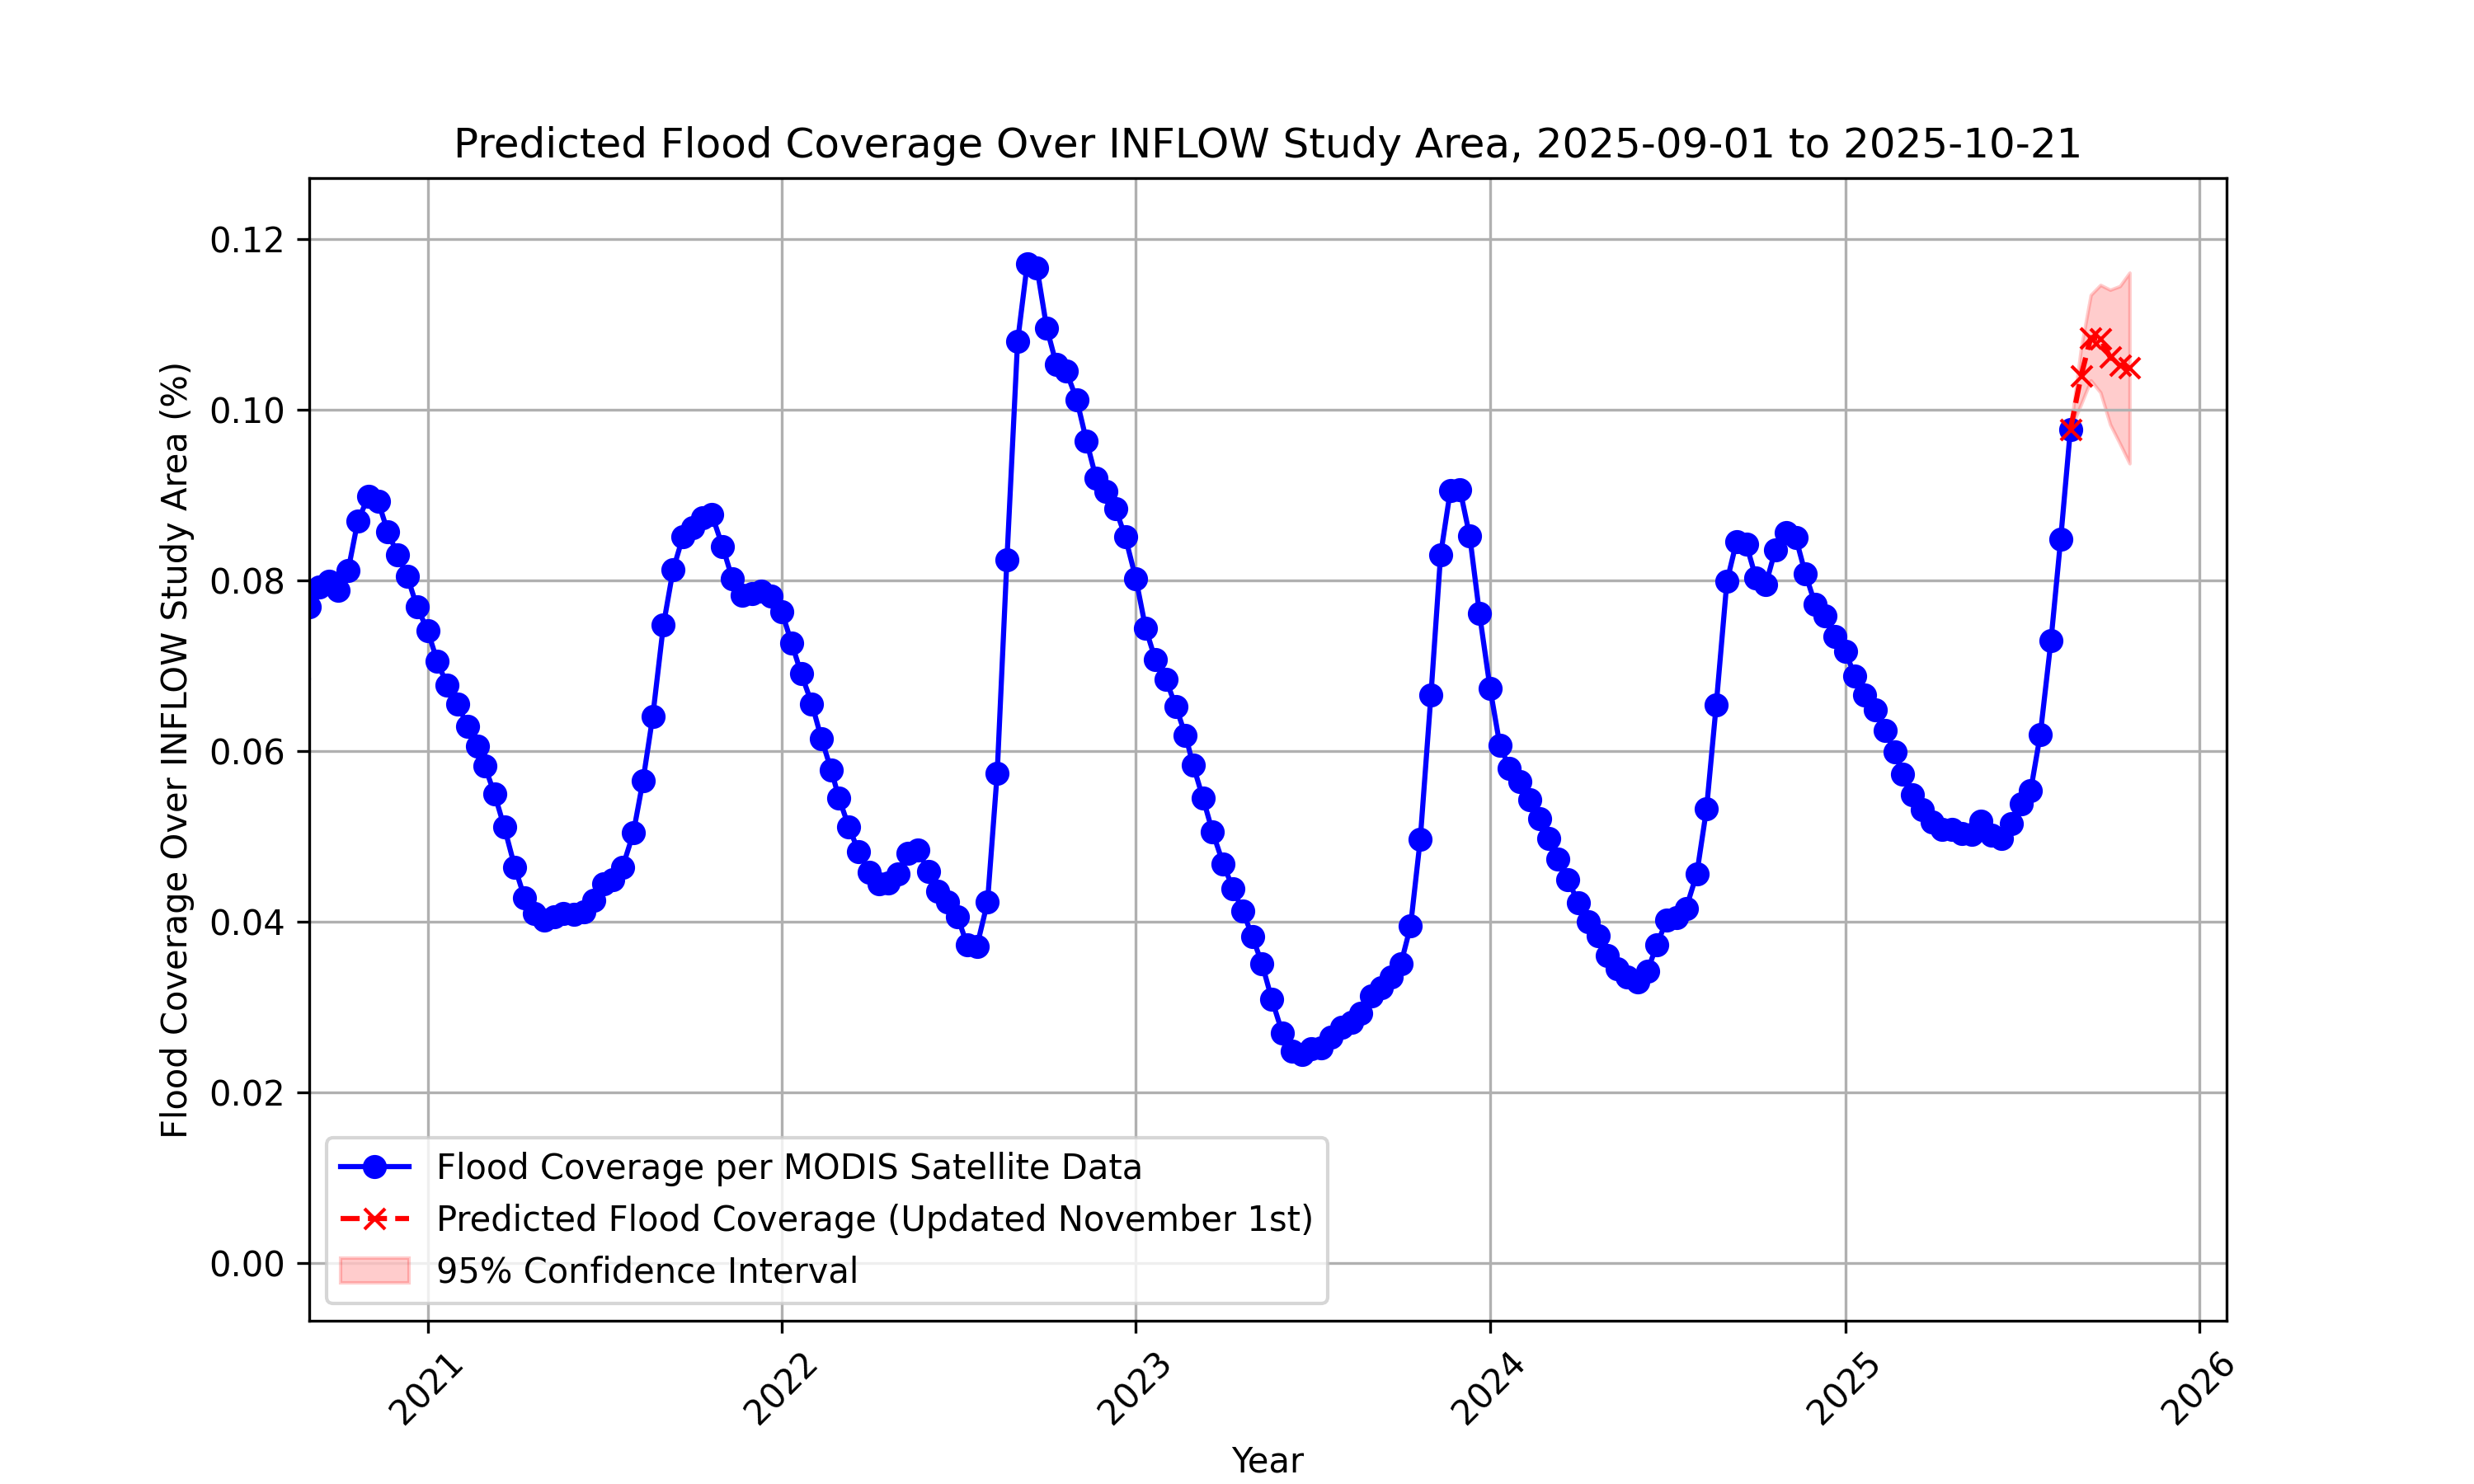 Predicted Flood Coverage Over INFLOW Study Area, 2025-09-01 to 2025-10-21
Flood Coverage Over INFLOW Study Area (%)
0.12
0.10
0.08
0.06
0.04
0.02
0.00
Flood Coverage per MODIS Satellite Data
Predicted Flood Coverage (Updated November 1st)
95% Confidence Interval
2021
2022
2023
2024
2025
2026
Year